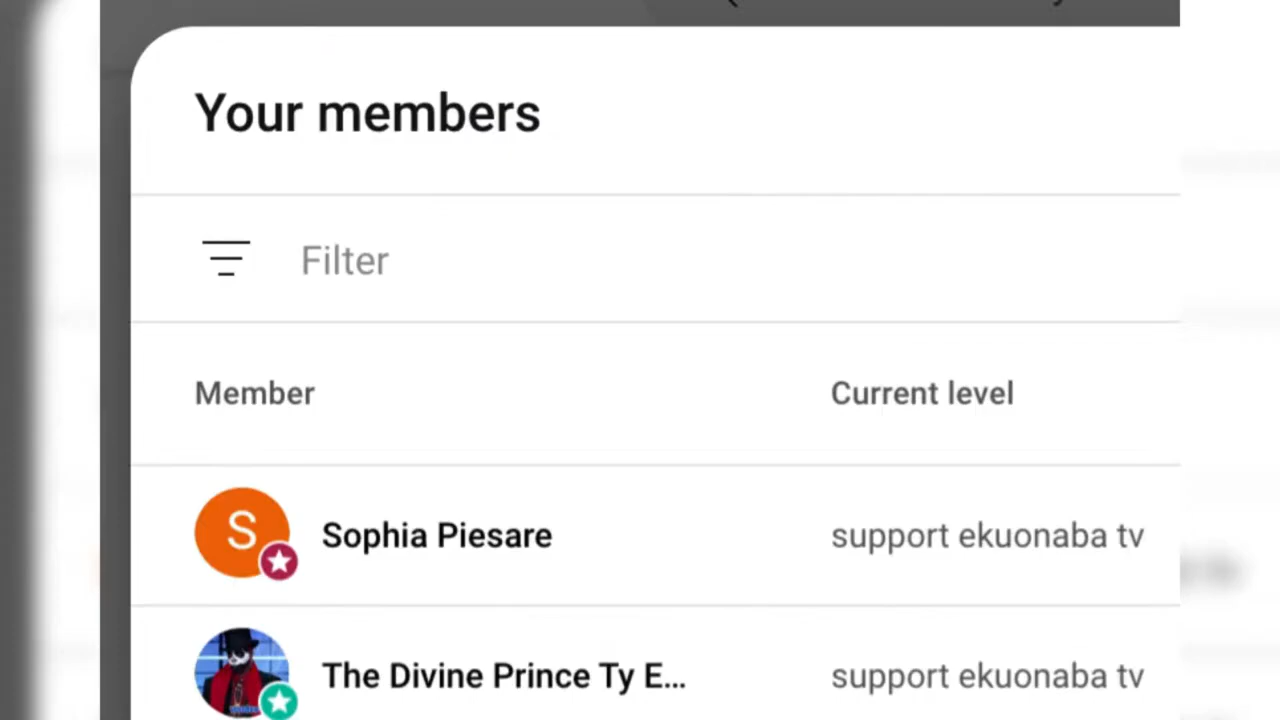 Your members
Filter
Member Current level
S Sophia Piesare support ekuonaba tv
The Divine Prince Ty E... support ekuonaba tv